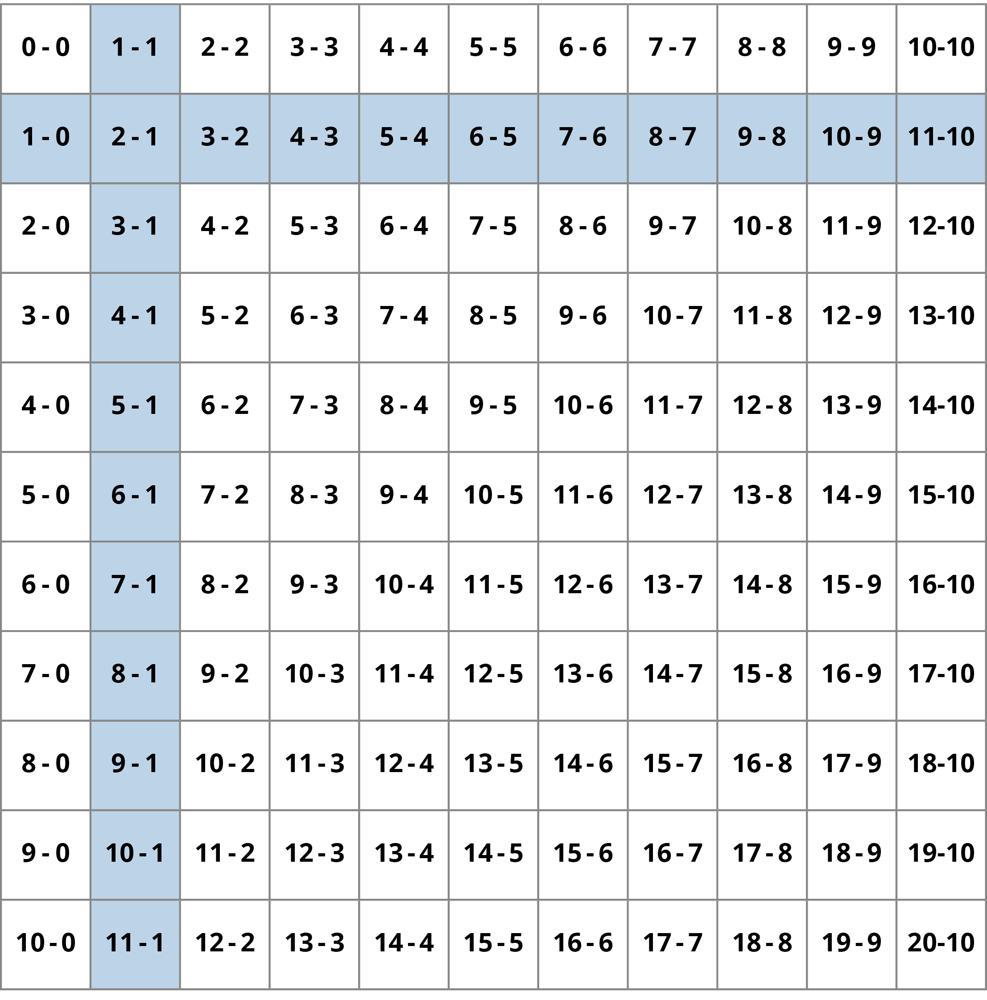 0 - 0 1 - 1 2 - 2 3 - 3 4 - 4 5 - 5 6 - 6 7 - 7 8 - 8 9 - 9 10-10
1 - 0 2 - 1 3 - 2 4 - 3 5 - 4 6 - 5 7 - 6 8 - 7 9 - 8 10 - 9 11-10
2 - 0 3 - 1 4 - 2 5 - 3 6 - 4 7 - 5 8 - 6 9 - 7 10 - 8 11 - 9 12-10
3 - 0 4 - 1 5 - 2 6 - 3 7 - 4 8 - 5 9 - 6 10 - 7 11 - 8 12 - 9 13-10
4 - 0 5 - 1 6 - 2 7 - 3 8 - 4 9 - 5 10 - 6 11 - 7 12 - 8 13 - 9 14-10
5 - 0 6 - 1 7 - 2 8 - 3 9 - 4 10 - 5 11 - 6 12 - 7 13 - 8 14 - 9 15-10
6 - 0 7 - 1 8 - 2 9 - 3 10 - 4 11 - 5 12 - 6 13 - 7 14 - 8 15 - 9 16-10
7 - 0 8 - 1 9 - 2 10 - 3 11 - 4 12 - 5 13 - 6 14 - 7 15 - 8 16 - 9 17-10
8 - 0 9 - 1 10 - 2 11 - 3 12 - 4 13 - 5 14 - 6 15 - 7 16 - 8 17 - 9 18-10
9 - 0 10 - 1 11 - 2 12 - 3 13 - 4 14 - 5 15 - 6 16 - 7 17 - 8 18 - 9 19-10
10 - 0 11 - 1 12 - 2 13 - 3 14 - 4 15 - 5 16 - 6 17 - 7 18 - 8 19 - 9 20-10